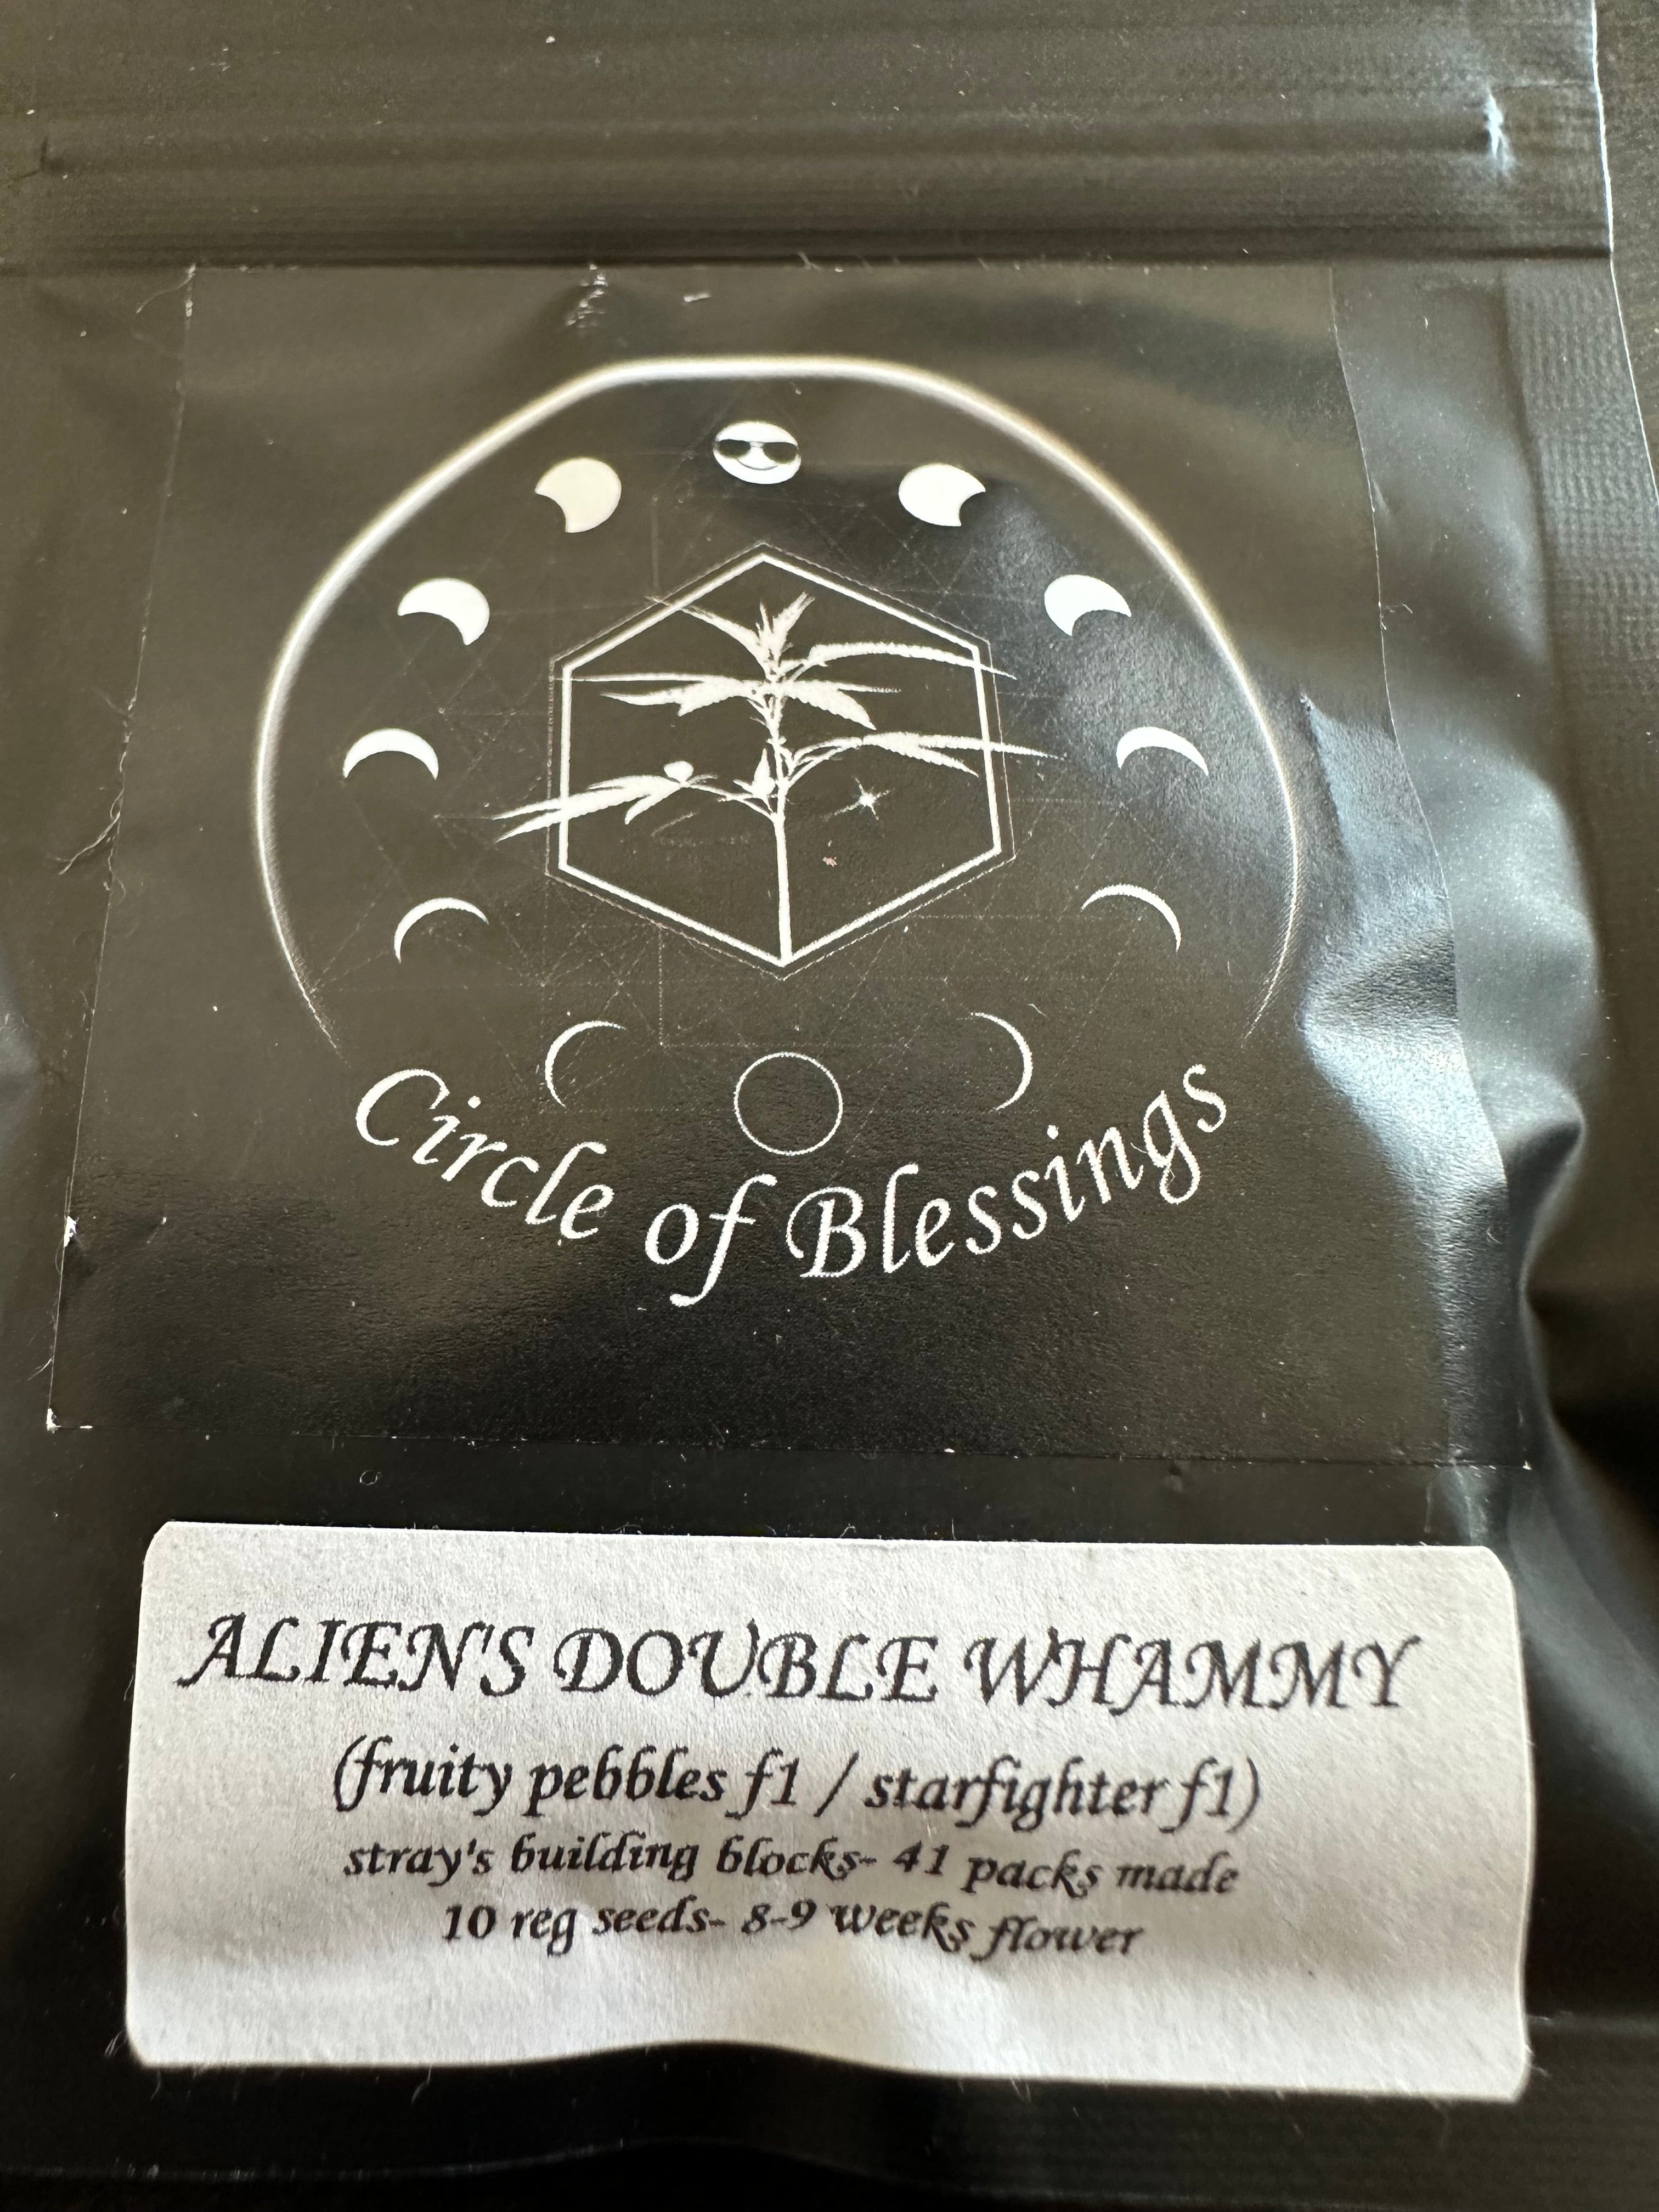 Circle of Blessings
ALIEN'S DOUBLE WHAMMY
(fruity pebbles f1 / starfighter f1)
stray's building blocks- 41 packs made
10 reg seeds- 8-9 weeks flower